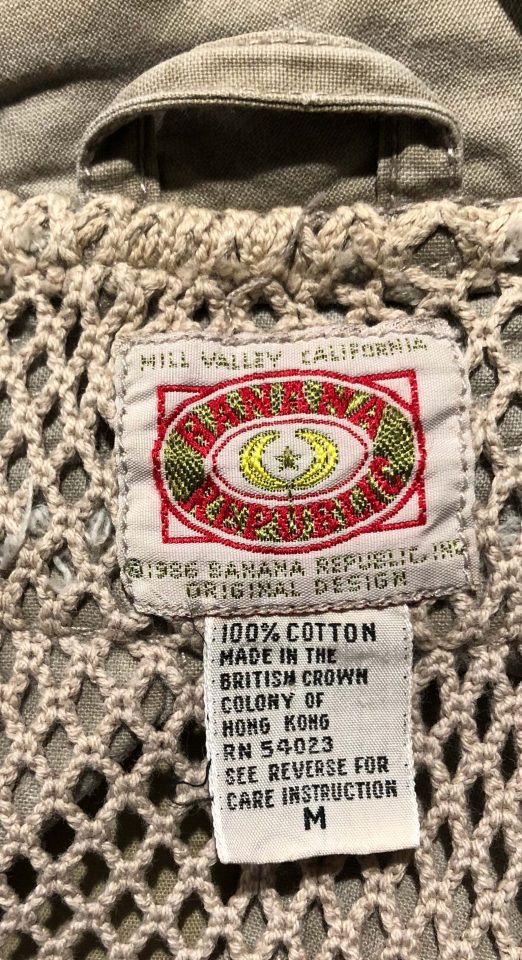 MILL VALLEY CALIFORNIA
BANANA
REPUBLIC
©1986 BANANA REPUBLIC, INC
ORIGINAL DESIGN
100% COTTON
MADE IN THE
BRITISH CROWN
COLONY OF
HONG KONG
RN 54023
SEE REVERSE FOR
CARE INSTRUCTION
M